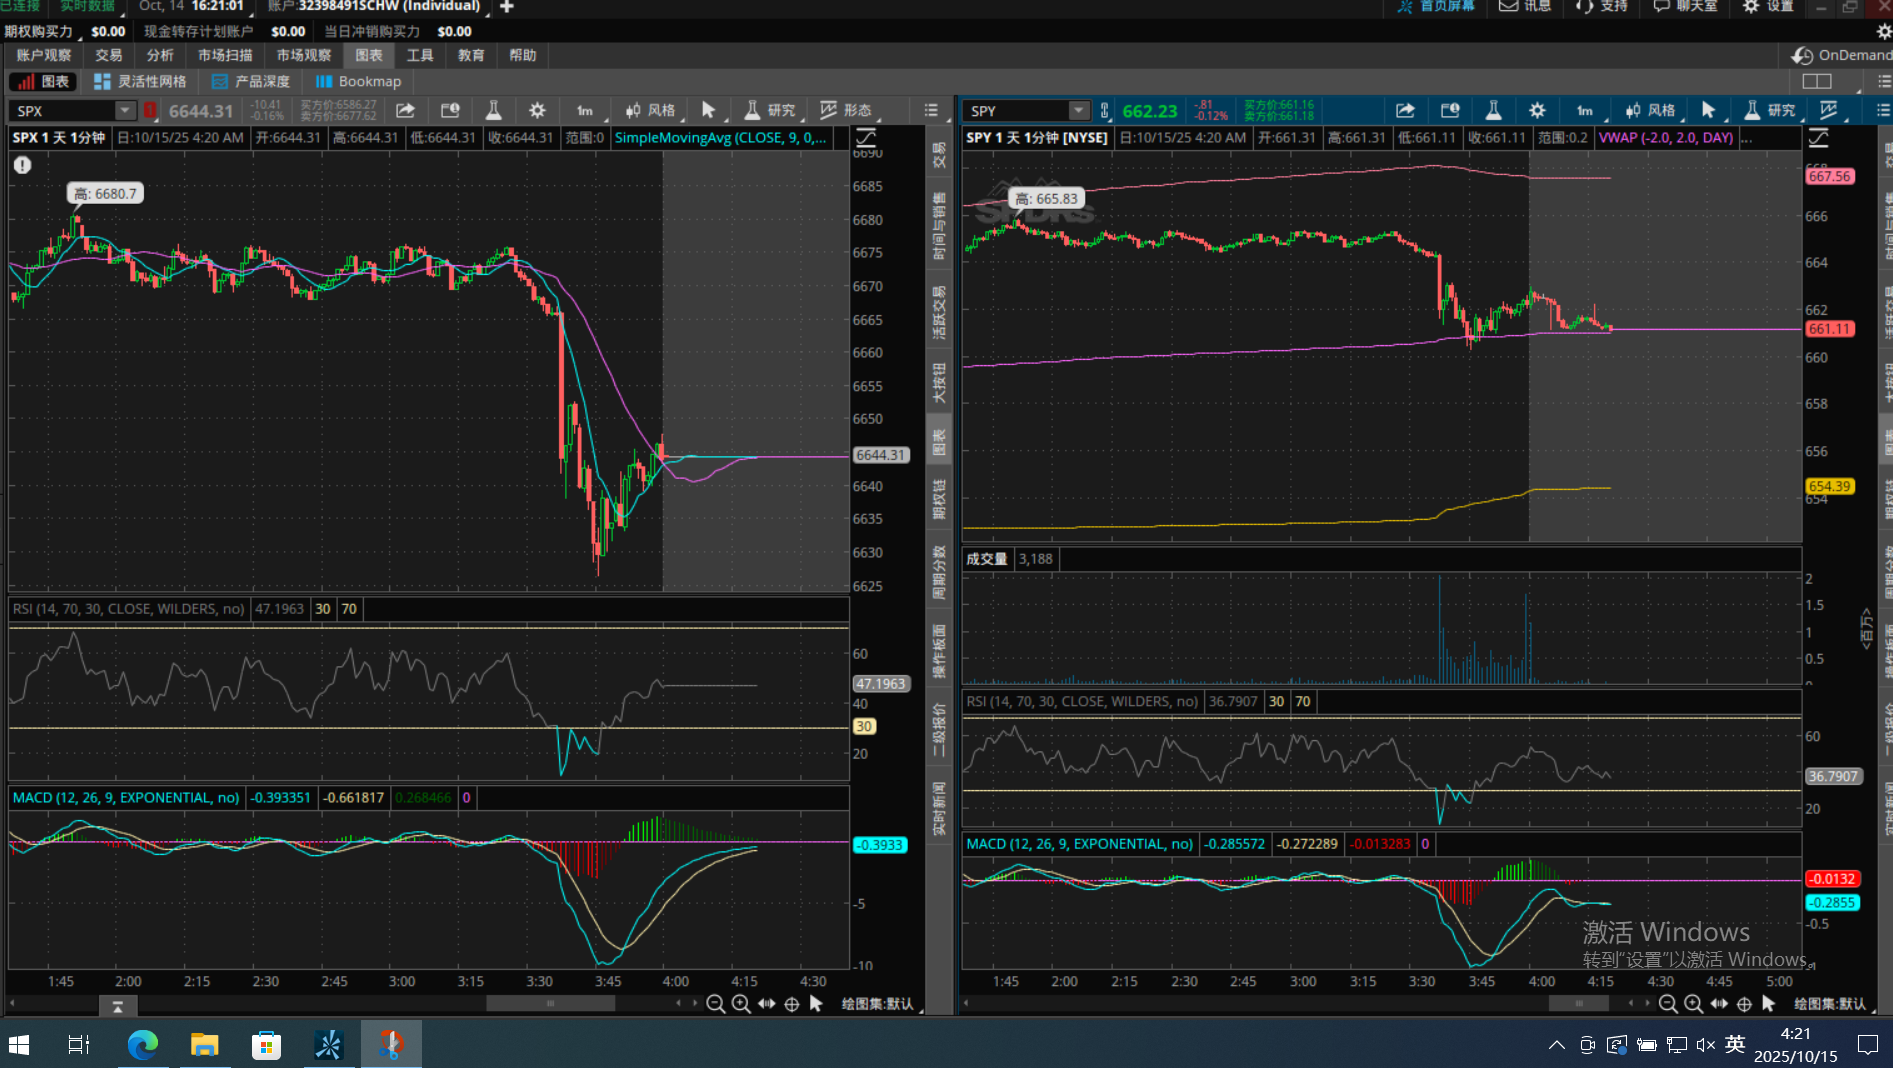 已连接 实时数据 Oct, 14 16:21:01 账户:32398491SCHW (Individual) 首页屏幕 讯息 支持 聊天室 设置
期权购买力 $0.00 现金转存计划账户 $0.00 当日冲销购买力 $0.00
账户观察 交易 分析 市场扫描 市场观察 图表 工具 教育 帮助 OnDemand
图表 灵活性网格 产品深度 Bookmap
SPX 6644.31 -10.41 -0.16% 买方价:6586.27 卖方价:6677.62 1m 风格 研究 形态
SPX 1 天 1分钟 日:10/15/25 4:20 AM 开:6644.31 高:6644.31 低:6644.31 收:6644.31 范围:0 SimpleMovingAvg (CLOSE, 9, 0,...
高: 6680.7
6690
6685
6680
6675
6670
6665
6660
6655
6650
6644.31
6640
6635
6630
6625
RSI (14, 70, 30, CLOSE, WILDERS, no) 47.1963 30 70
60
47.1963
40
30
20
MACD (12, 26, 9, EXPONENTIAL, no) -0.393351 -0.661817 0.268466 0
-0.3933
-5
-10
1:45 2:00 2:15 2:30 2:45 3:00 3:15 3:30 3:45 4:00 4:15 4:30
绘图集:默认
交易
时间与销售
活跃交易
大按钮
图表
期权链
周期分数
操作板面
二级报价
实时新闻
SPY 662.23 -.81 -0.12% 买方价:661.16 卖方价:661.18 1m 风格 研究
SPY 1 天 1分钟 [NYSE] 日:10/15/25 4:20 AM 开:661.31 高:661.31 低:661.11 收:661.11 范围:0.2 VWAP (-2.0, 2.0, DAY) ...
高: 665.83
SPDRs
668
667.56
666
664
662
661.11
660
658
656
654.39
654
成交量 3,188
2
1.5
1
0.5
<百万>
RSI (14, 70, 30, CLOSE, WILDERS, no) 36.7907 30 70
60
36.7907
20
MACD (12, 26, 9, EXPONENTIAL, no) -0.285572 -0.272289 -0.013283 0
-0.0132
-0.2855
-0.5
激活 Windows
转到"设置"以激活 Windows。
1:45 2:00 2:15 2:30 2:45 3:00 3:15 3:30 3:45 4:00 4:15 4:30 4:45 5:00
绘图集:默认
英 4:21
2025/10/15